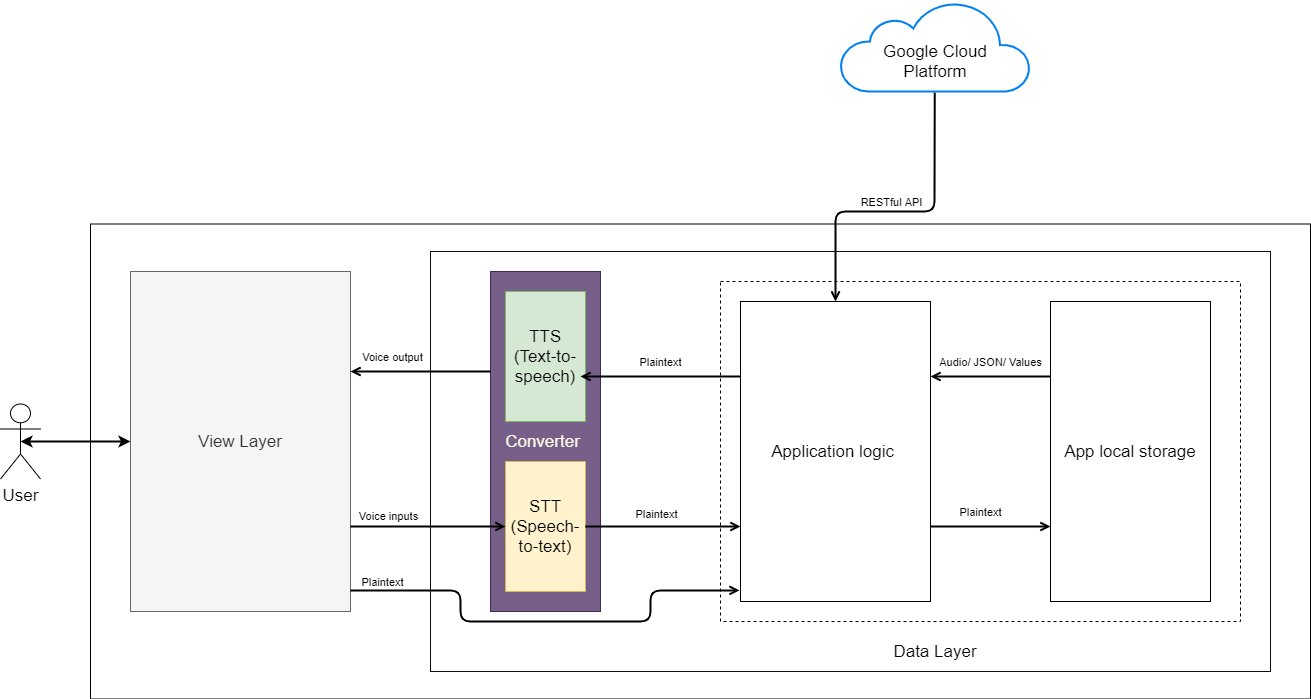 Google Cloud
Platform
RESTful API
TTS
(Text-to-
speech)
Voice output
Plaintext
Audio/ JSON/ Values
User
View Layer
Converter
Application logic
App local storage
STT
(Speech-
to-text)
Voice inputs
Plaintext
Plaintext
Plaintext
Data Layer